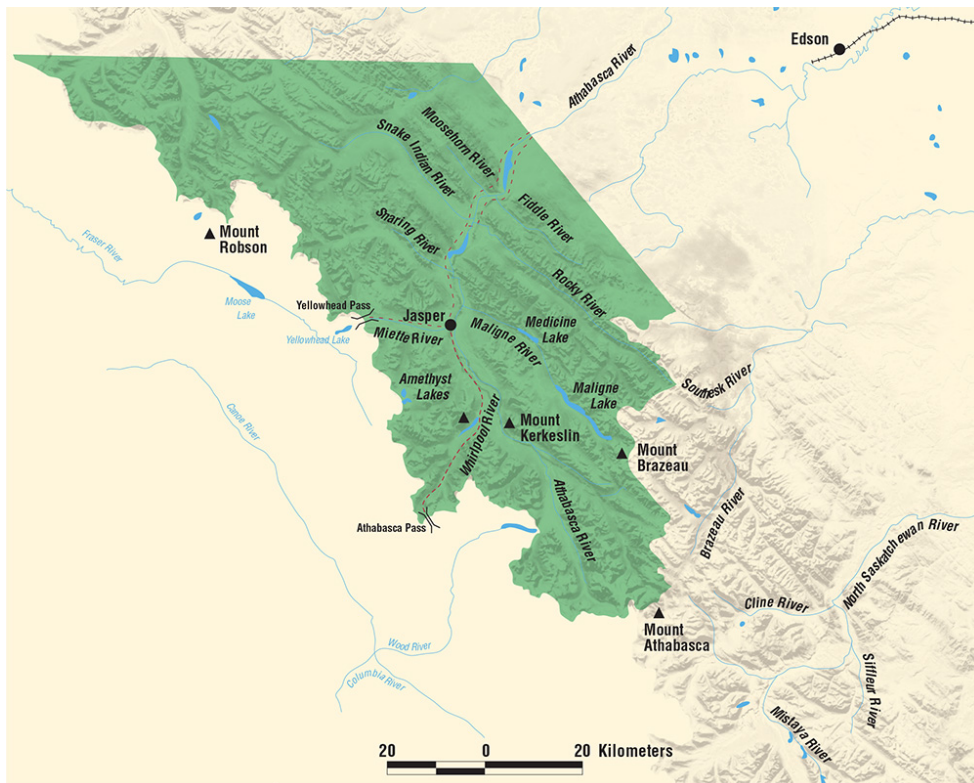 Edson
Athabasca River
Moosehorn River
Snake Indian River
Fiddle River
Snaring River
Mount
Robson
Fraser River
Rocky River
Moose
Lake
Yellowhead Pass
Jasper
Yellowhead Lake
Miette River
Maligne River
Medicine
Lake
Southesk River
Amethyst
Lakes
Maligne
Lake
Canoe River
Whirlpool River
Mount
Kerkeslin
Mount
Brazeau
Athabasca River
Athabasca Pass
Brazeau River
North Saskatchewan River
Cline River
Mount
Athabasca
Wood River
Columbia River
Siffleur River
Mistaya River
20 0 20 Kilometers